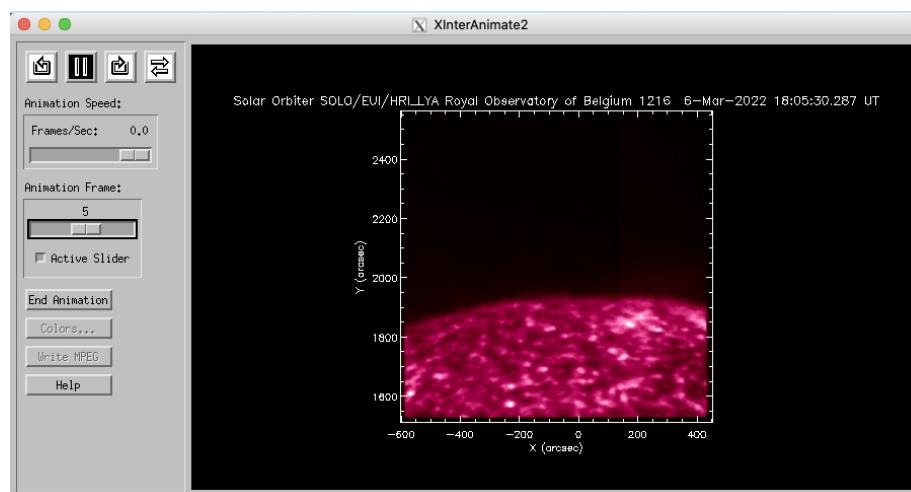 XInterAnimate2
Animation Speed:
Frames/Sec: 0.0
Animation Frame:
5
Active Slider
End Animation
Colors...
Write MPEG
Help
Solar Orbiter SOLO/EUI/HRI_LYA Royal Observatory of Belgium 1216 6-Mar-2022 18:05:30.287 UT
2400
2200
2000
1800
1600
Y (arcsec)
-600 -400 -200 0 200 400
X (arcsec)